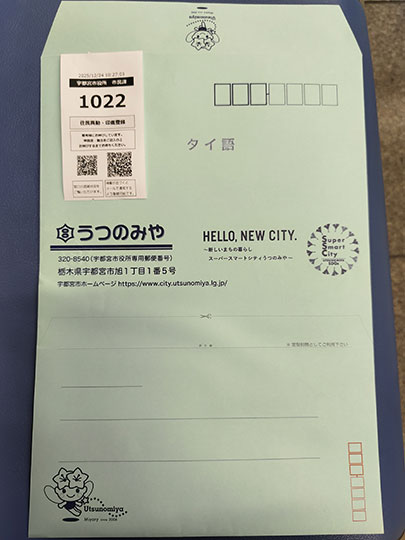 Utsunomiya
2025/12/24 10:27:03
宇都宮市役所 市民課
1022
住民異動・印鑑登録
タイ語
うつのみや
320-8540(宇都宮市役所専用郵便番号)
栃木県宇都宮市旭1丁目1番5号
宇都宮市ホームページ https://www.city.utsunomiya.lg.jp/
HELLO, NEW CITY.
~新しいまちの暮らし
スーパースマートシティうつのみや~
Super
Smart
City
Utsunomiya